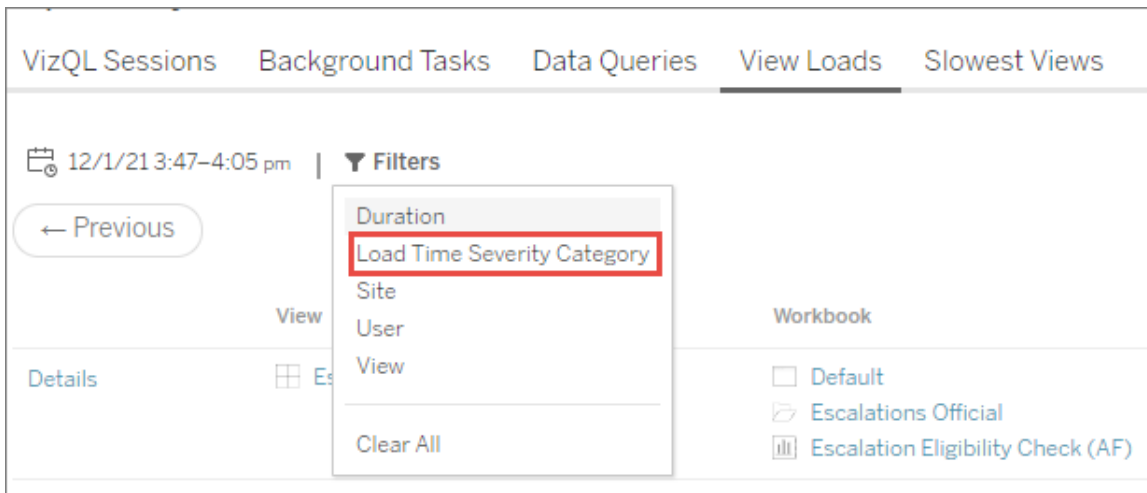 VizQL Sessions Background Tasks Data Queries View Loads Slowest Views
12/1/21 3:47–4:05 pm | Filters
← Previous
Duration
Load Time Severity Category
Site
User
View
Clear All
View Workbook
Details Es Default
Escalations Official
Escalation Eligibility Check (AF)